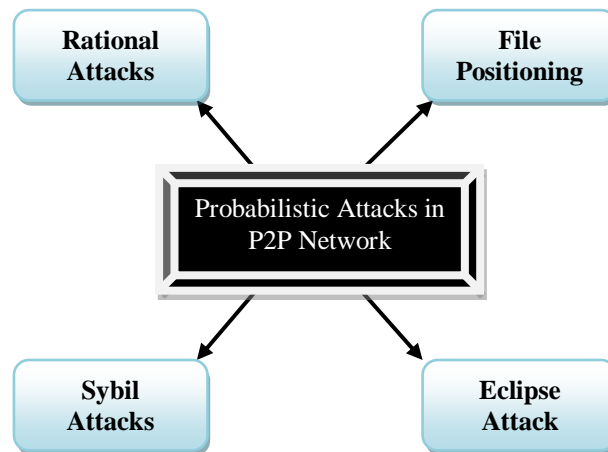 Rational
Attacks
File
Positioning
Probabilistic Attacks in
P2P Network
Sybil
Attacks
Eclipse
Attack